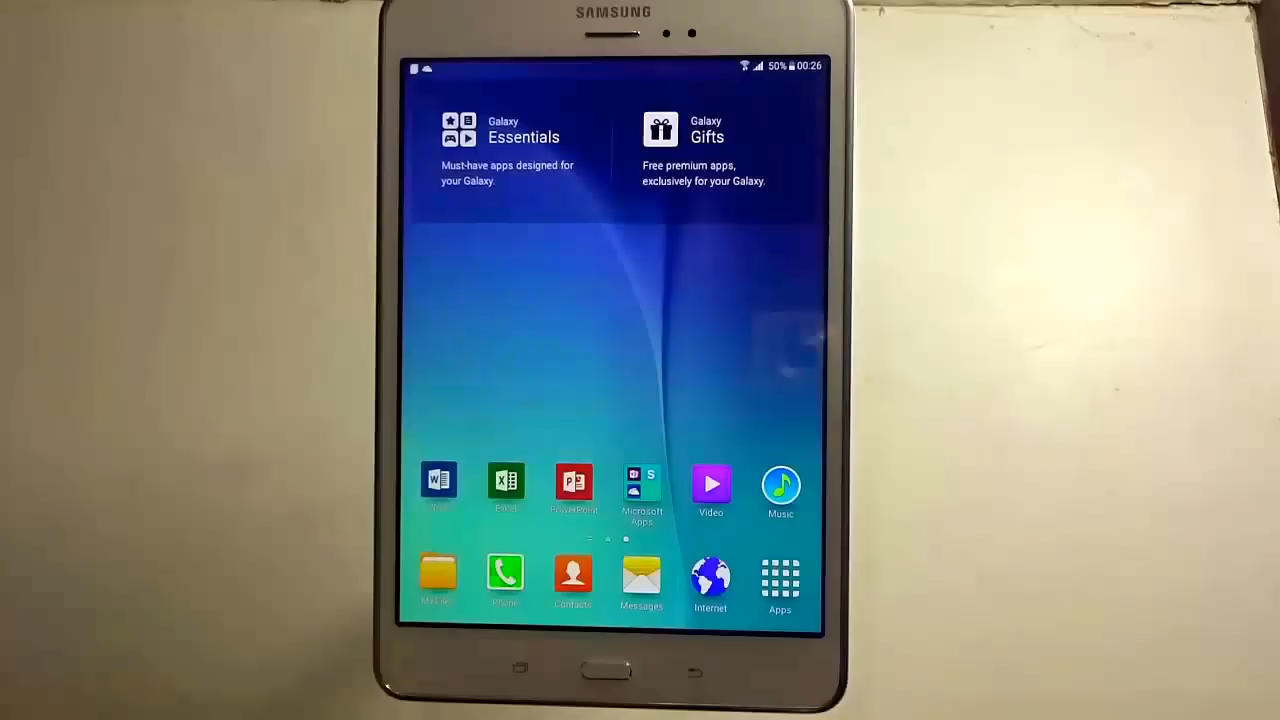 SAMSUNG
50% 00:26
Galaxy
Essentials
Must-have apps designed for
your Galaxy.
Galaxy
Gifts
Free premium apps,
exclusively for your Galaxy.
Excel
PowerPoint
Microsoft
Apps
Video
Music
My Files
Phone
Contacts
Messages
Internet
Apps